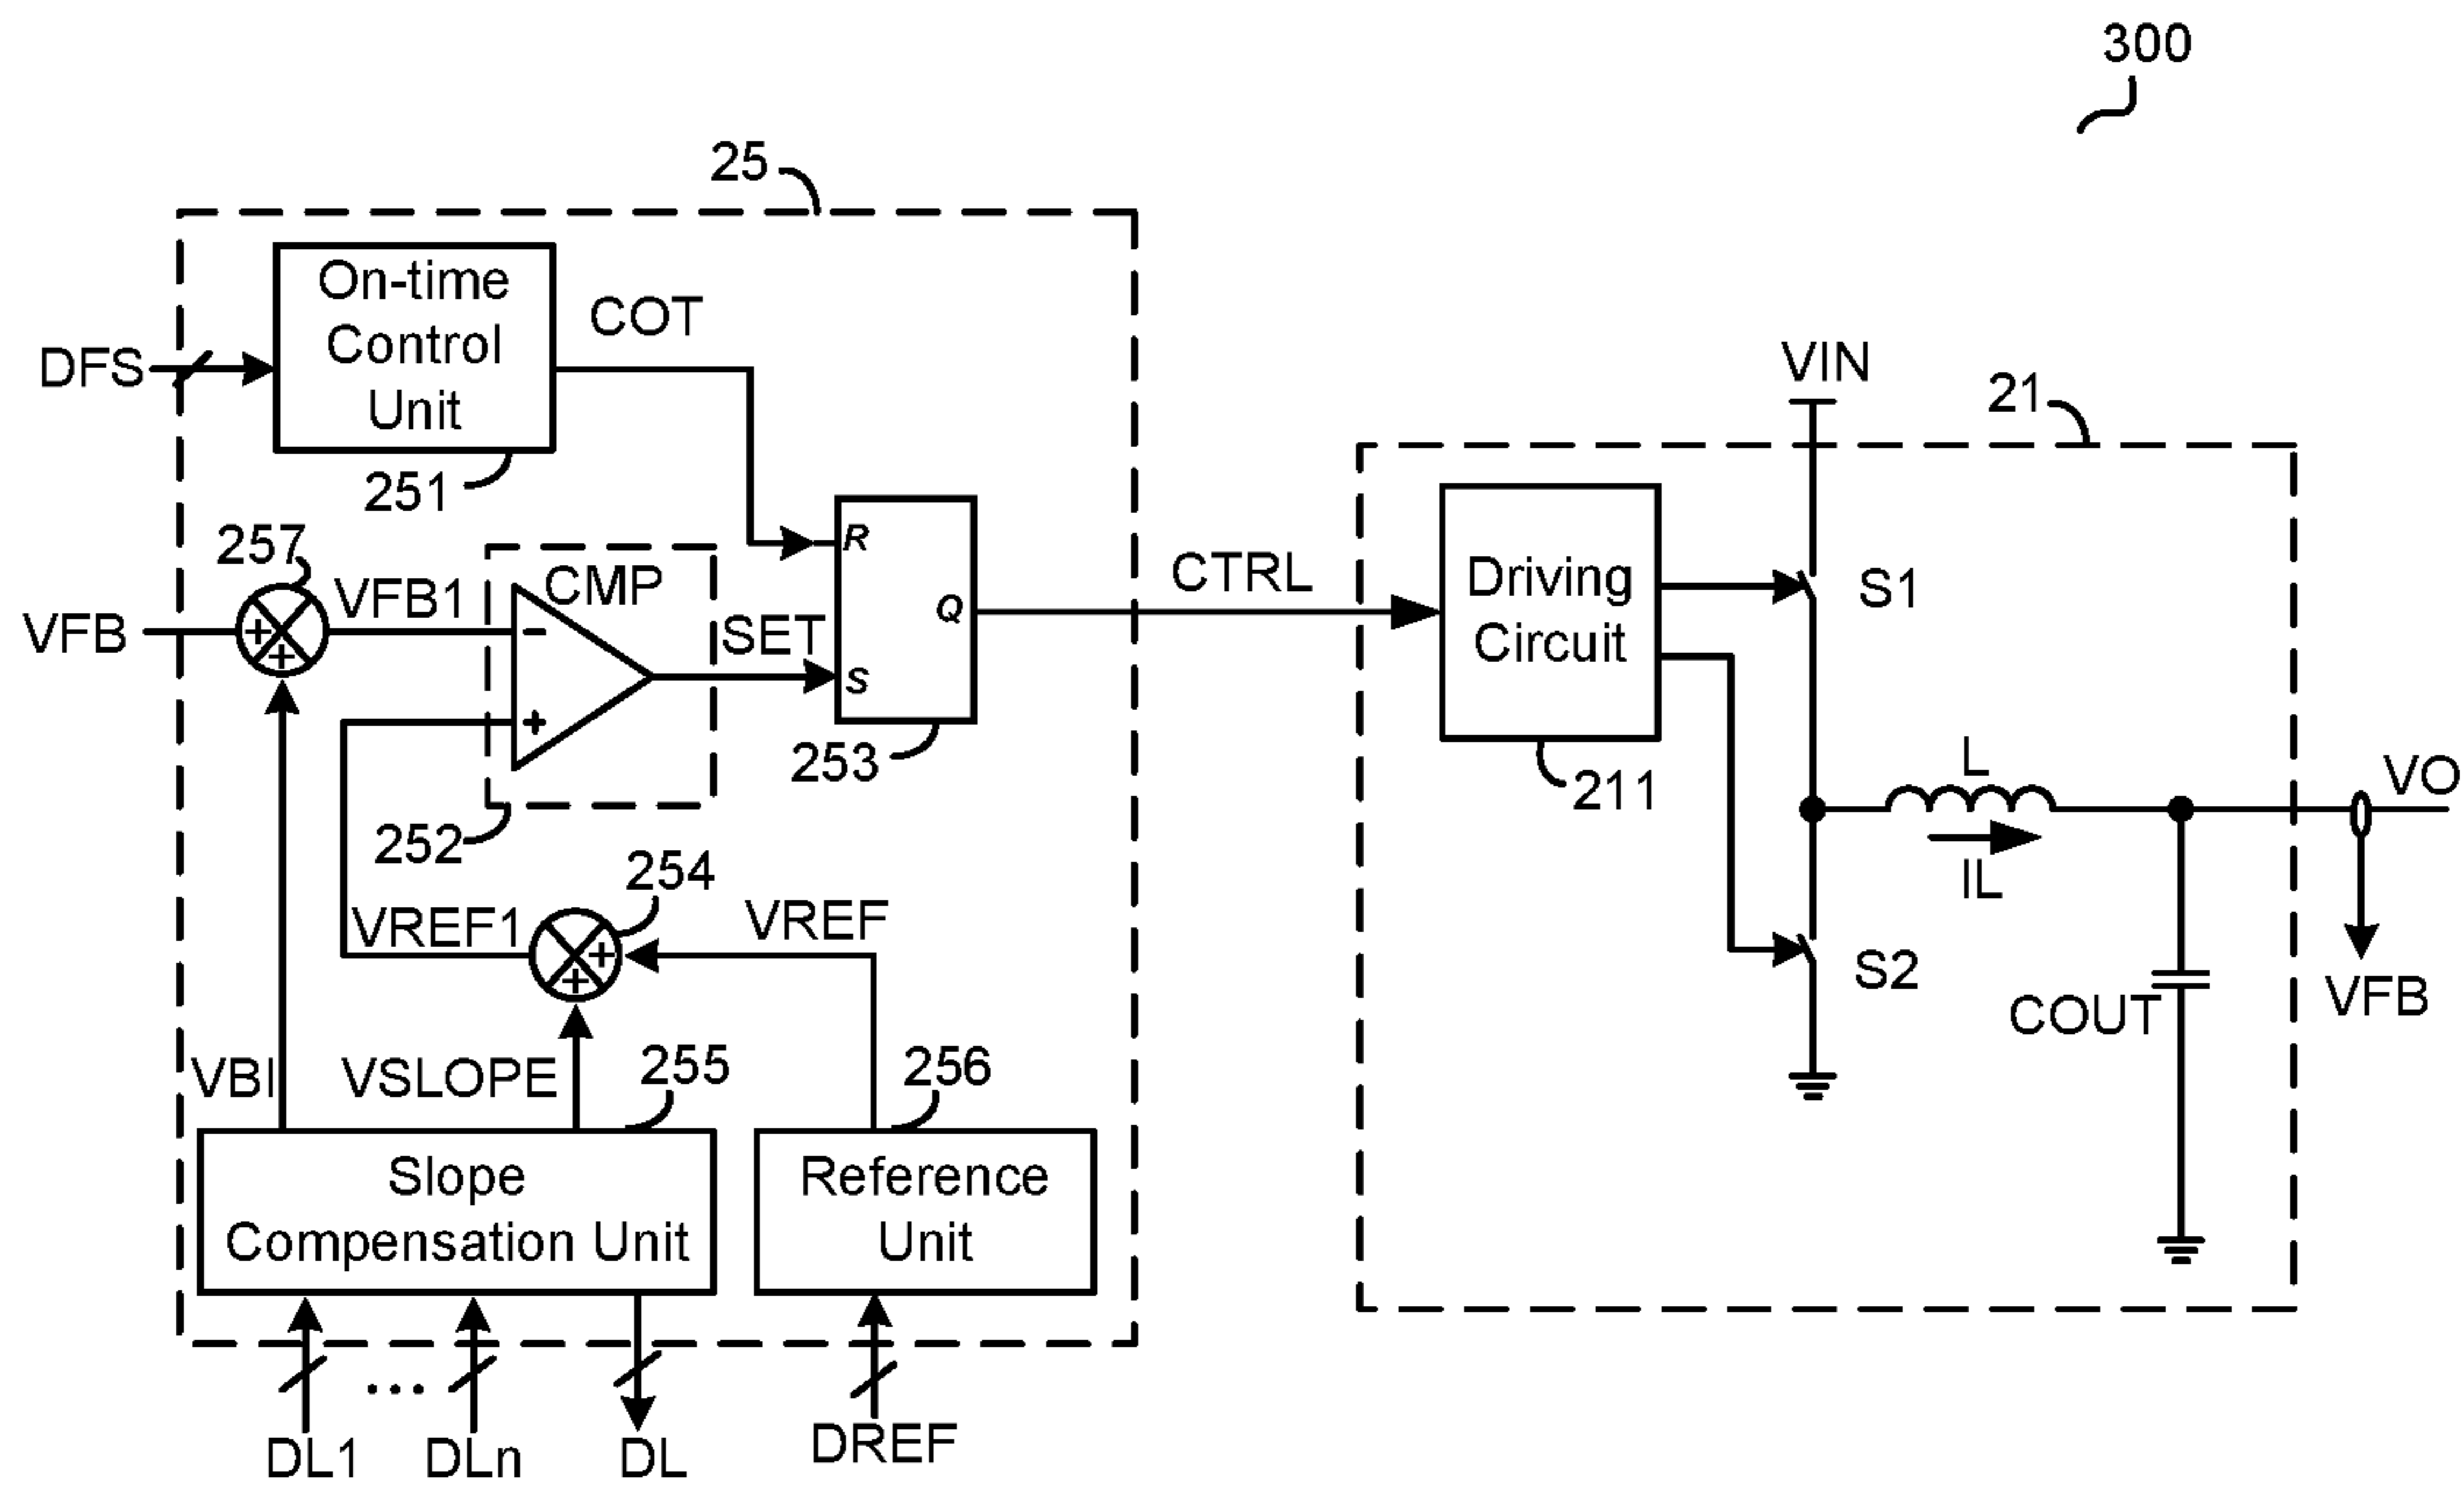 300
25
On-time
Control
Unit
COT
DFS
251
VIN
21
257
VFB
VFB1
+
+
CMP
-
+
SET
R
Q
S
253
252
CTRL
Driving
Circuit
211
S1
S2
L
IL
COUT
VO
VFB
254
VREF1
+
+
VREF
VBI
VSLOPE
255
256
Slope
Compensation Unit
Reference
Unit
DL1
...
DLn
DL
DREF